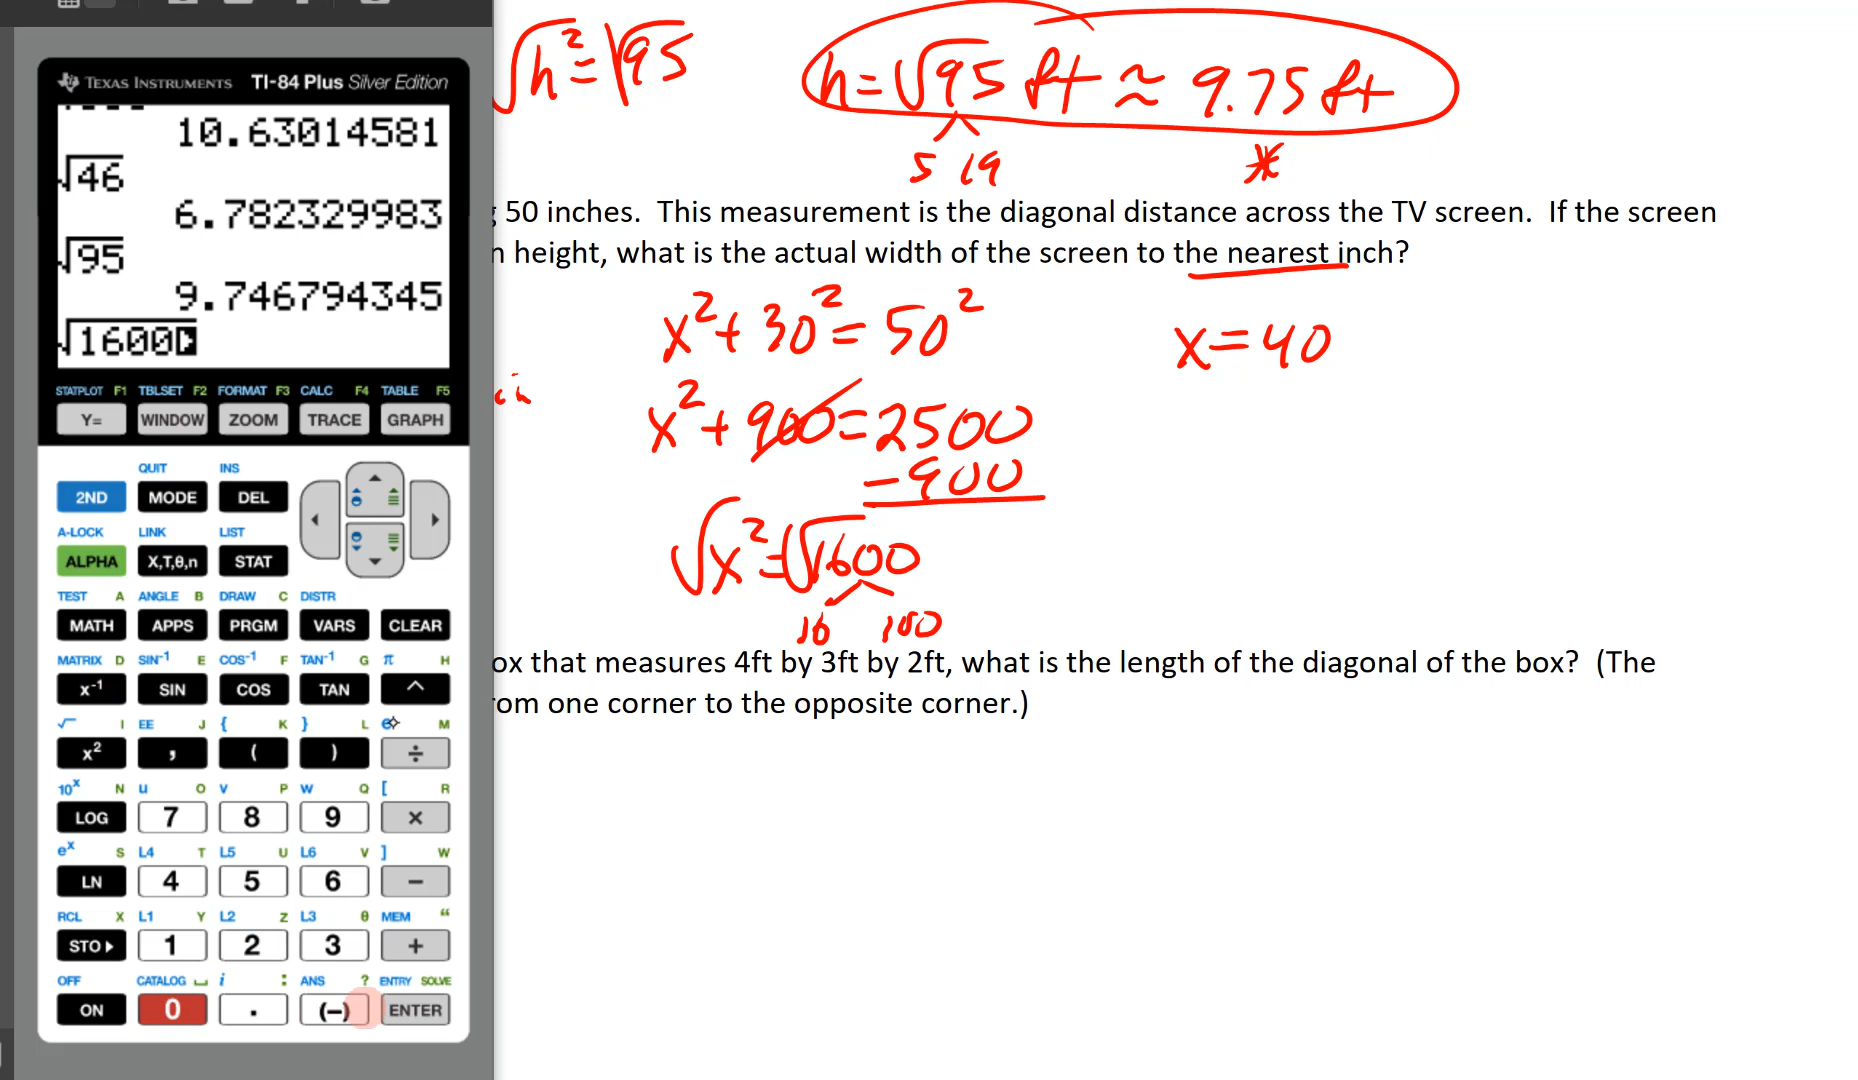 TEXAS INSTRUMENTS TI-84 Plus Silver Edition
10.63014581
√46
6.782329983
√95
9.746794345
√1600
STATPLOT F1 TBLSET F2 FORMAT F3 CALC F4 TABLE F5
Y= WINDOW ZOOM TRACE GRAPH
QUIT INS
2ND MODE DEL
A-LOCK LINK LIST
ALPHA X,T,θ,n STAT
TEST A ANGLE B DRAW C DISTR
MATH APPS PRGM VARS CLEAR
MATRIX D SIN⁻¹ E COS⁻¹ F TAN⁻¹ G π H
x⁻¹ SIN COS TAN ^
√ I EE J { K } L e M
x² , ( ) ÷
10ˣ N u O v P w Q [ R
LOG 7 8 9 ×
eˣ S L4 T L5 U L6 V ] W
LN 4 5 6 −
RCL X L1 Y L2 Z L3 θ MEM “
STO▸ 1 2 3 +
OFF CATALOG ␣ i : ANS ? ENTRY SOLVE
ON 0 . (−) ENTER
√h² = √95
h = √95 ft ≈ 9.75 ft
5 19 *
50 inches. This measurement is the diagonal distance across the TV screen. If the screen
n height, what is the actual width of the screen to the nearest inch?
x² + 30² = 50²
x = 40
in
x² + 900 = 2500
− 900
√x² = √1600
16 100
ox that measures 4ft by 3ft by 2ft, what is the length of the diagonal of the box? (The
rom one corner to the opposite corner.)